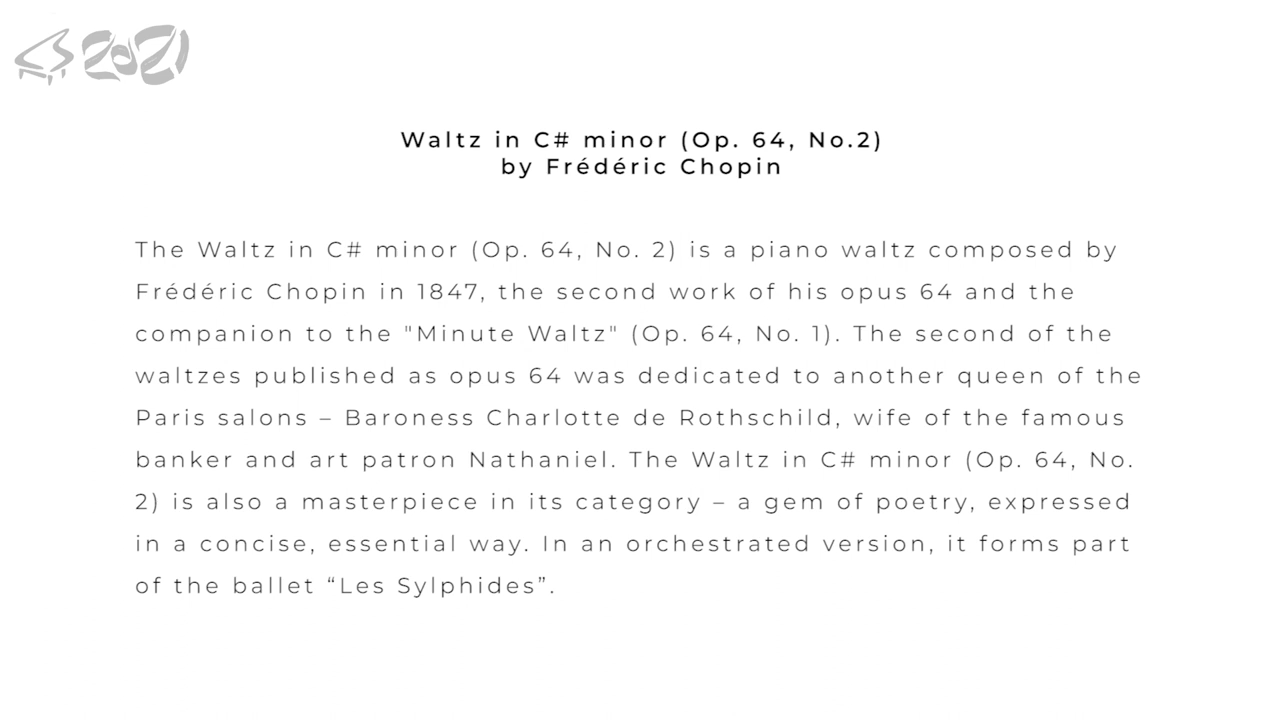 2021
Waltz in C# minor (Op. 64, No.2)
by Frédéric Chopin
The Waltz in C# minor (Op. 64, No. 2) is a piano waltz composed by
Frédéric Chopin in 1847, the second work of his opus 64 and the
companion to the "Minute Waltz" (Op. 64, No. 1). The second of the
waltzes published as opus 64 was dedicated to another queen of the
Paris salons – Baroness Charlotte de Rothschild, wife of the famous
banker and art patron Nathaniel. The Waltz in C# minor (Op. 64, No.
2) is also a masterpiece in its category – a gem of poetry, expressed
in a concise, essential way. In an orchestrated version, it forms part
of the ballet “Les Sylphides”.